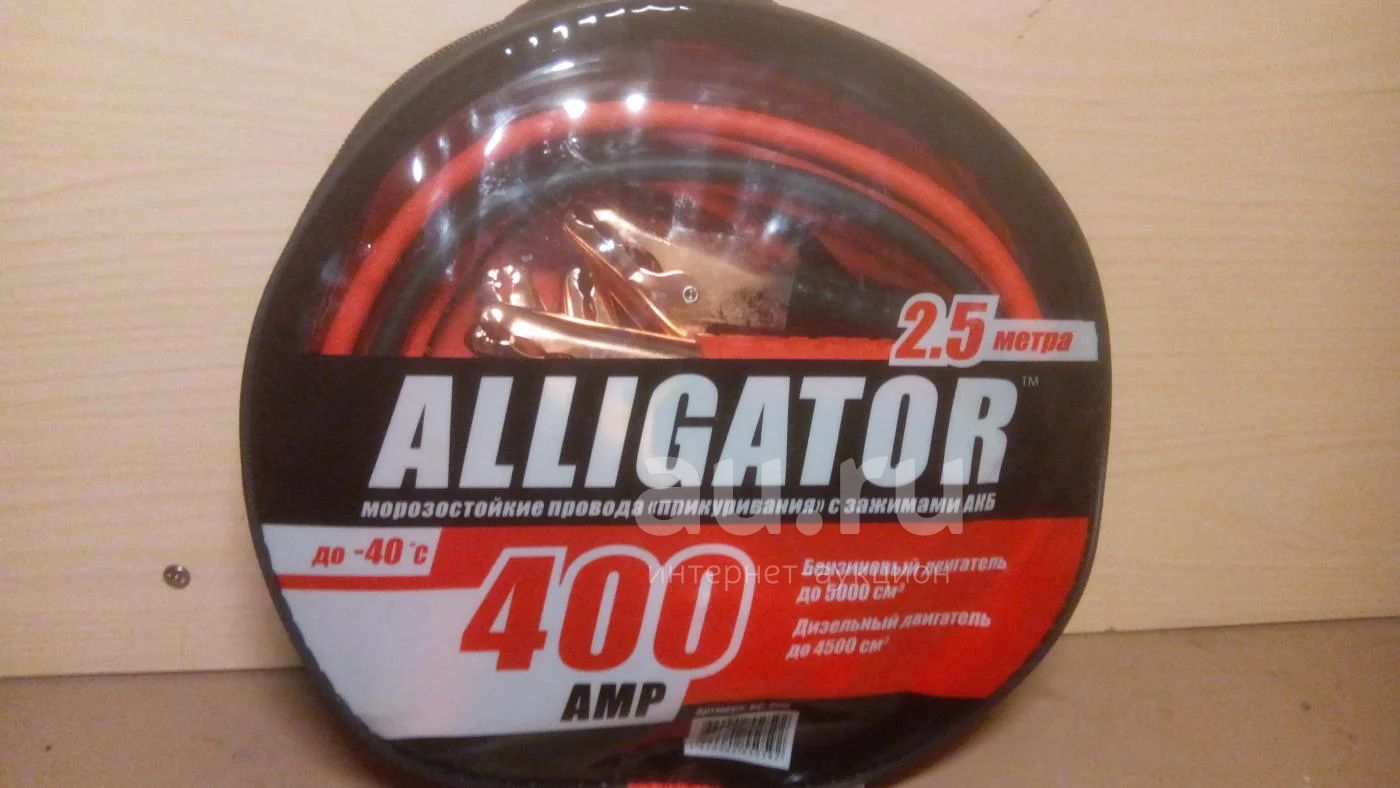 2.5 метра
ALLIGATOR™
морозостойкие провода «прикуривания» с зажимами АКБ
до -40°с
400
AMP
Бензиновый двигатель
до 5000 см³
Дизельный двигатель
до 4500 см³
au.ru
интернет-аукцион